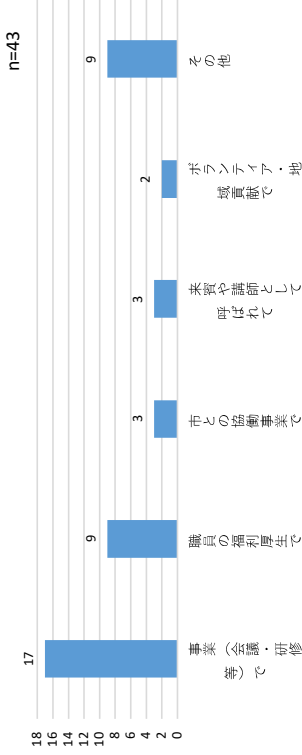 n=43
18
16
14
12
10
8
6
4
2
0
17
9
3
3
2
9
事業（会議・研修
等）で
職員の福利厚生で
市との協働事業で
来賓や講師として
呼ばれて
ボランティア・地
域貢献で
その他